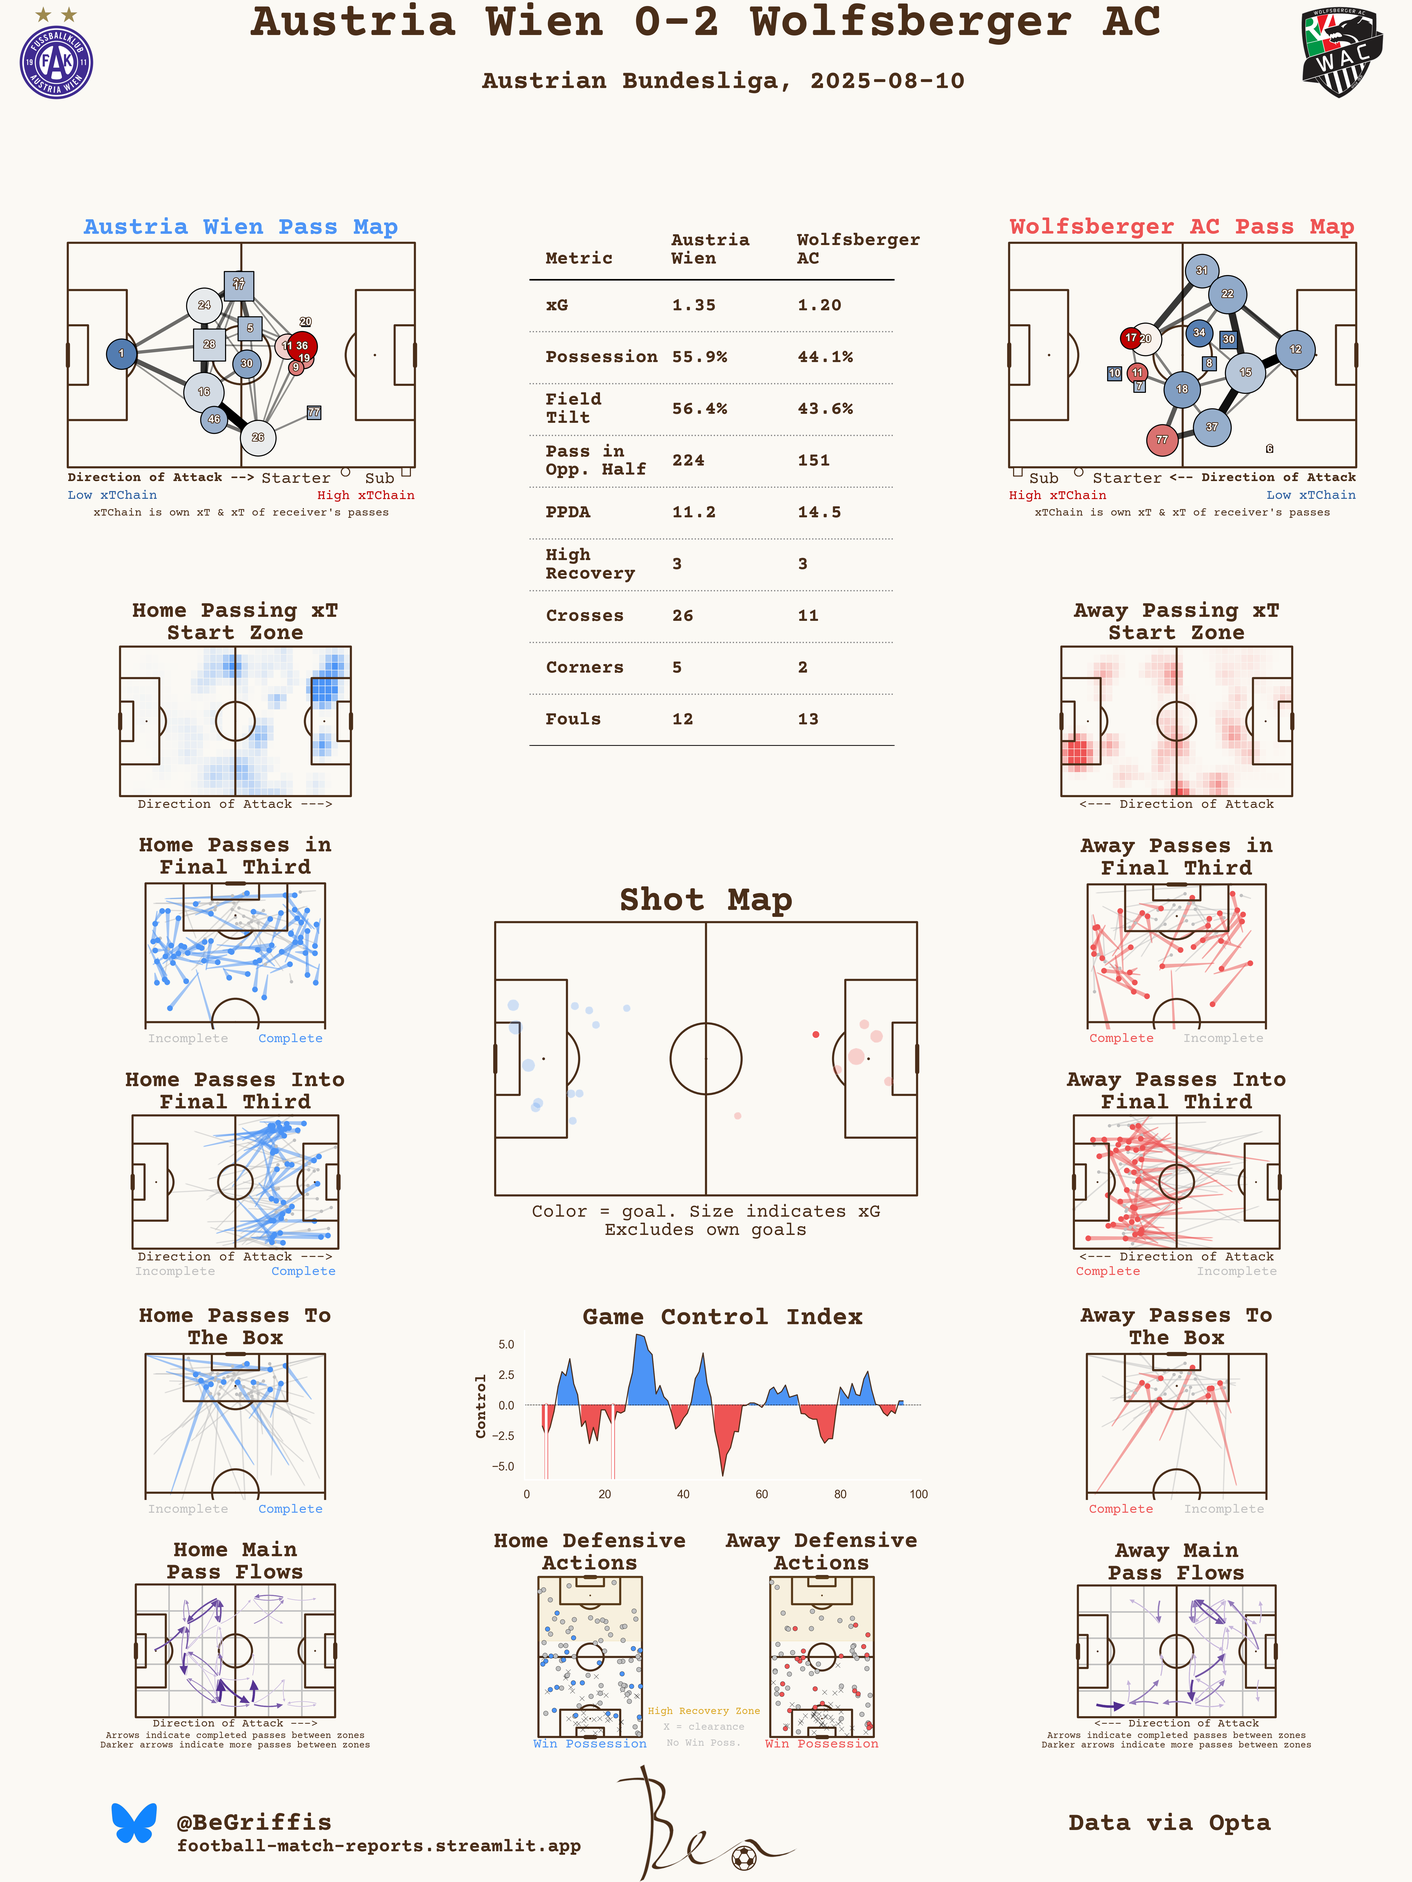 Austria Wien 0-2 Wolfsberger AC
Austrian Bundesliga, 2025-08-10
FUSSBALLKLUB
19 FAK 11
AUSTRIA WIEN
WOLFSBERGER AC
WAC
Austria Wien Pass Map
1
24
17
28
5
20
11
36
19
9
30
16
46
26
77
Direction of Attack --> Starter Sub
Low xTChain High xTChain
xTChain is own xT & xT of receiver's passes
Metric Austria Wien Wolfsberger AC
xG 1.35 1.20
Possession 55.9% 44.1%
Field Tilt 56.4% 43.6%
Pass in Opp. Half 224 151
PPDA 11.2 14.5
High Recovery 3 3
Crosses 26 11
Corners 5 2
Fouls 12 13
Wolfsberger AC Pass Map
31
22
17
20
34
30
12
10
11
7
8
15
18
37
77
6
Sub Starter <-- Direction of Attack
High xTChain Low xTChain
xTChain is own xT & xT of receiver's passes
Home Passing xT
Start Zone
Direction of Attack --->
Away Passing xT
Start Zone
<--- Direction of Attack
Home Passes in
Final Third
Incomplete Complete
Away Passes in
Final Third
Complete Incomplete
Shot Map
Color = goal. Size indicates xG
Excludes own goals
Home Passes Into
Final Third
Direction of Attack --->
Incomplete Complete
Away Passes Into
Final Third
<--- Direction of Attack
Complete Incomplete
Home Passes To
The Box
Incomplete Complete
Game Control Index
Control
5.0
2.5
0.0
−2.5
−5.0
0 20 40 60 80 100
Away Passes To
The Box
Complete Incomplete
Home Main
Pass Flows
Direction of Attack --->
Arrows indicate completed passes between zones
Darker arrows indicate more passes between zones
Home Defensive
Actions
Win Possession
Away Defensive
Actions
Win Possession
High Recovery Zone
X = clearance
No Win Poss.
Away Main
Pass Flows
<--- Direction of Attack
Arrows indicate completed passes between zones
Darker arrows indicate more passes between zones
@BeGriffis
football-match-reports.streamlit.app
Ben
Data via Opta